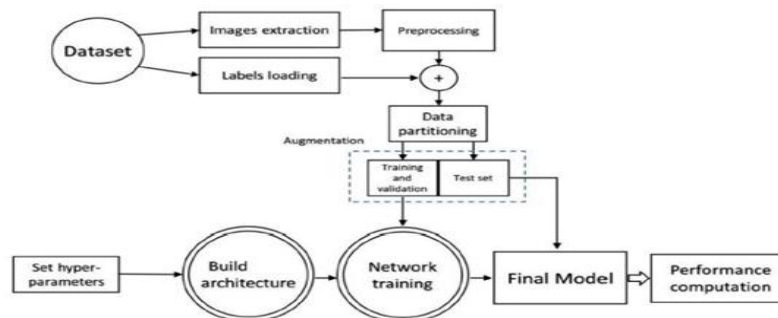 Dataset
Images extraction
Preprocessing
Labels loading
+
Data
partitioning
Augmentation
Training
and
validation
Test set
Set hyper-
parameters
Build
architecture
Network
training
Final Model
Performance
computation